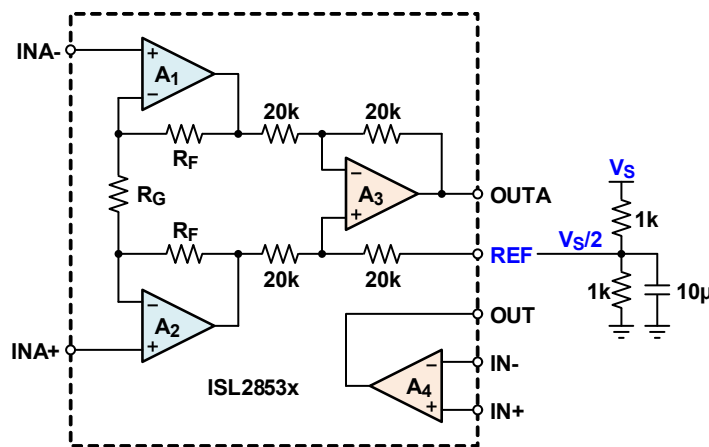 INA-
+
A1
−
20k
20k
RF
VS
RG
−
A3
+
OUTA
1k
RF
VS/2
REF
20k
20k
1k
10μ
−
A2
+
OUT
INA+
−
IN-
A4
ISL2853x
+
IN+